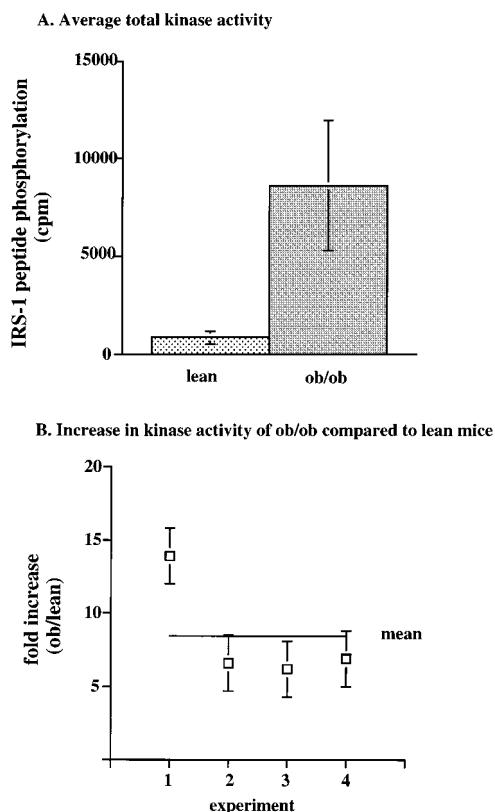 A. Average total kinase activity
15000
10000
5000
0
IRS-1 peptide phosphorylation
(cpm)
lean
ob/ob
B. Increase in kinase activity of ob/ob compared to lean mice
20
15
10
5
fold increase
(ob/lean)
mean
1
2
3
4
experiment